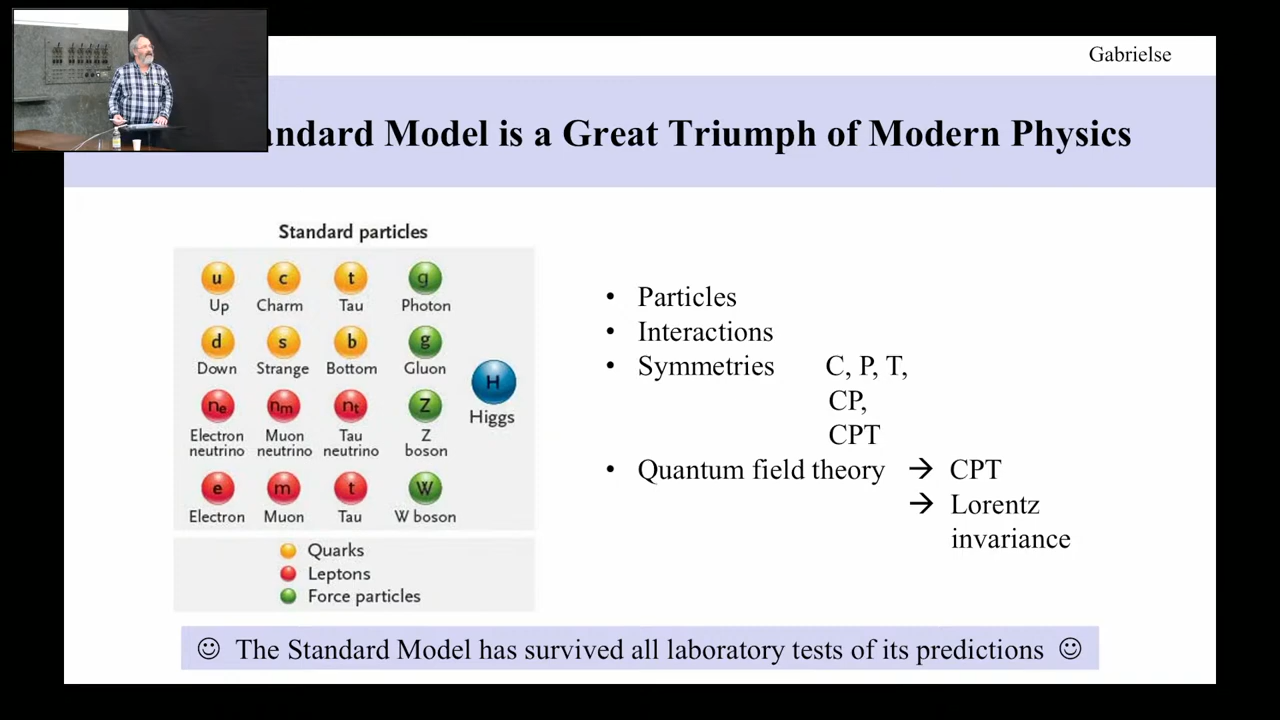 Gabrielse
andard Model is a Great Triumph of Modern Physics
Standard particles
u c t g
Up Charm Tau Photon
d s b g
Down Strange Bottom Gluon
H
ne nm nt Z
Higgs
Electron Muon Tau Z
neutrino neutrino neutrino boson
e m t W
Electron Muon Tau W boson
Quarks
Leptons
Force particles
• Particles
• Interactions
• Symmetries C, P, T,
CP,
CPT
• Quantum field theory → CPT
→ Lorentz
invariance
☺ The Standard Model has survived all laboratory tests of its predictions ☺